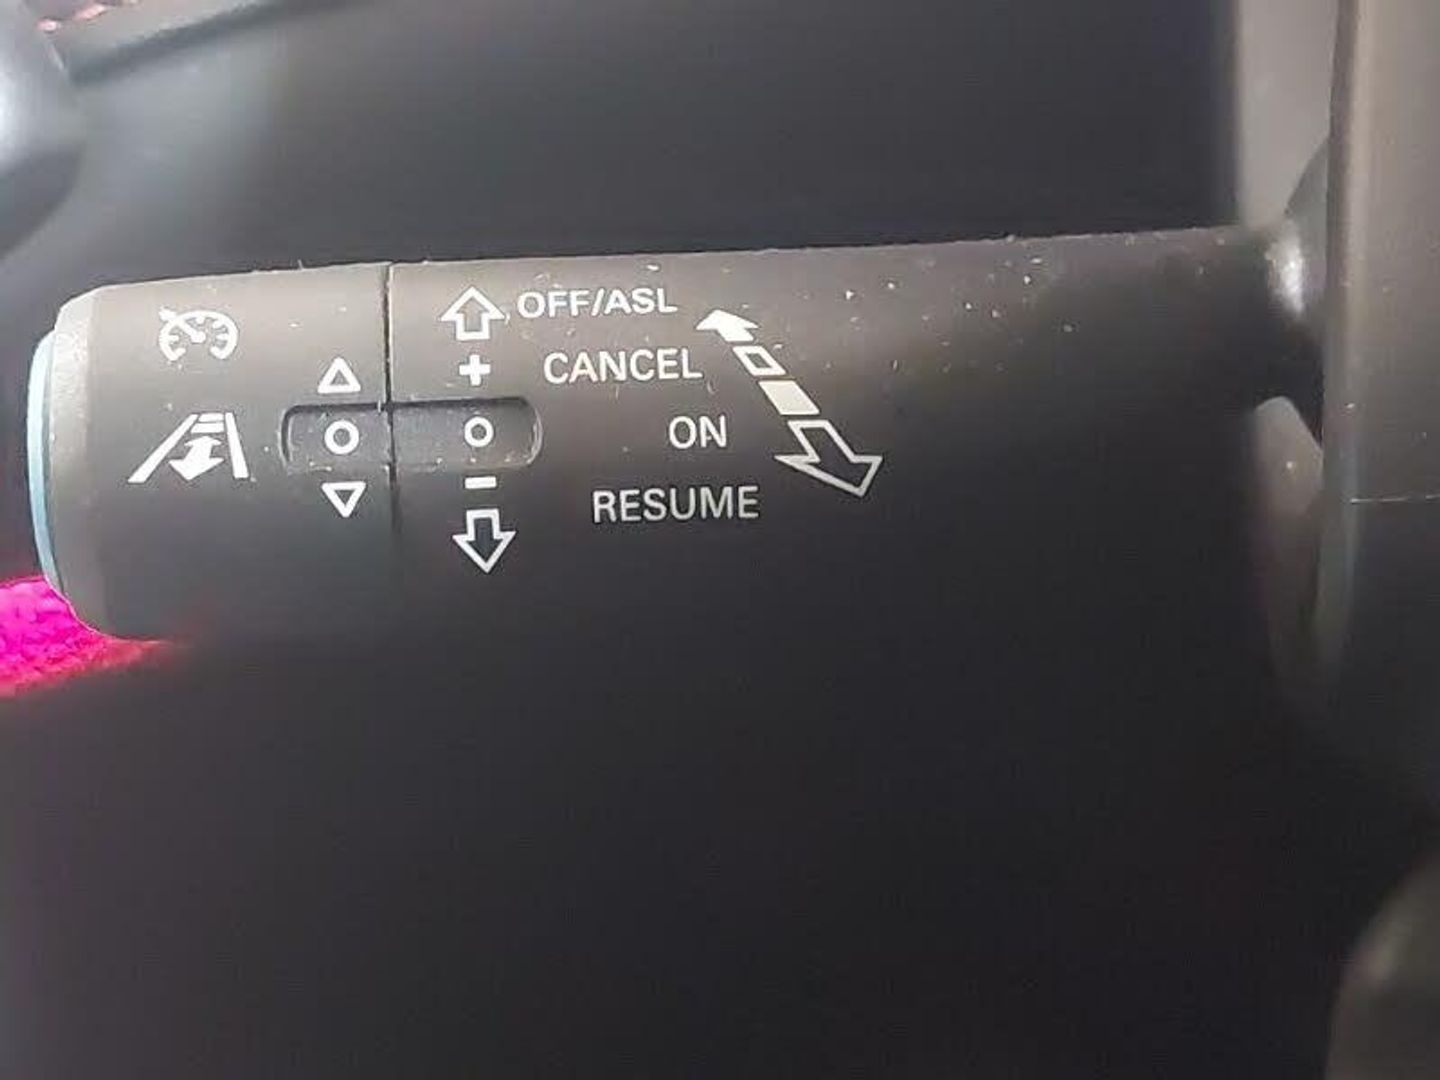 OFF/ASL
+ CANCEL
ON
- RESUME